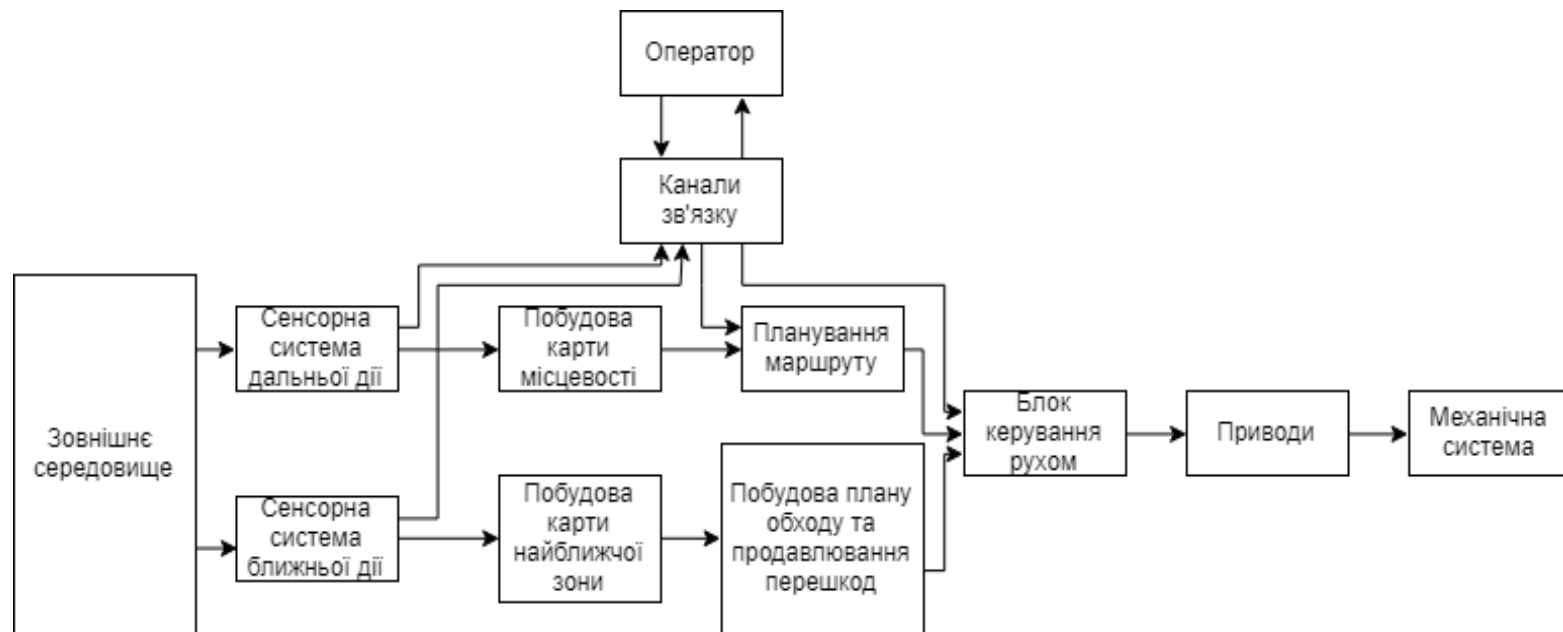 Оператор
Канали
зв'язку
Зовнішнє
середовище
Сенсорна
система
дальньої дії
Побудова
карти
місцевості
Планування
маршруту
Сенсорна
система
ближньої дії
Побудова
карти
найближчої
зони
Побудова плану
обходу та
продавлювання
перешкод
Блок
керування
рухом
Приводи
Механічна
система